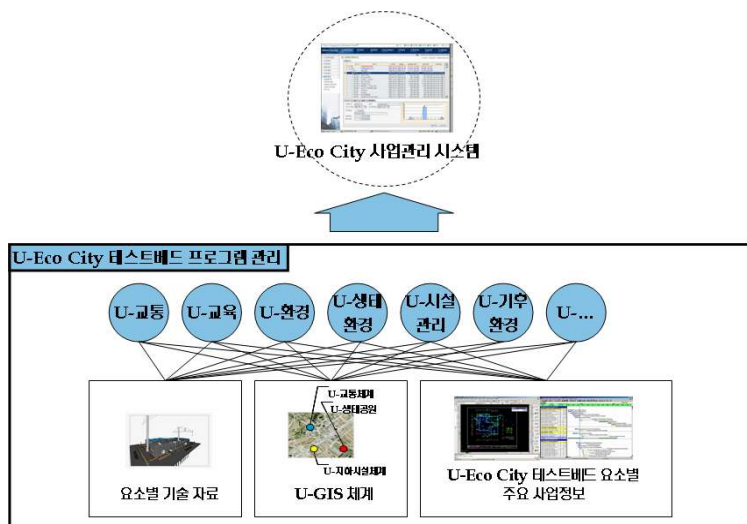 U-Eco City 사업관리 시스템
U-Eco City 테스트베드 프로그램 관리
U-교통
U-교육
U-환경
U-생태
환경
U-시설
관리
U-기후
환경
U-...
U-교통체계
U-생태공원
U-지하시설체계
요소별 기술 자료
U-GIS 체계
U-Eco City 테스트베드 요소별
주요 사업정보